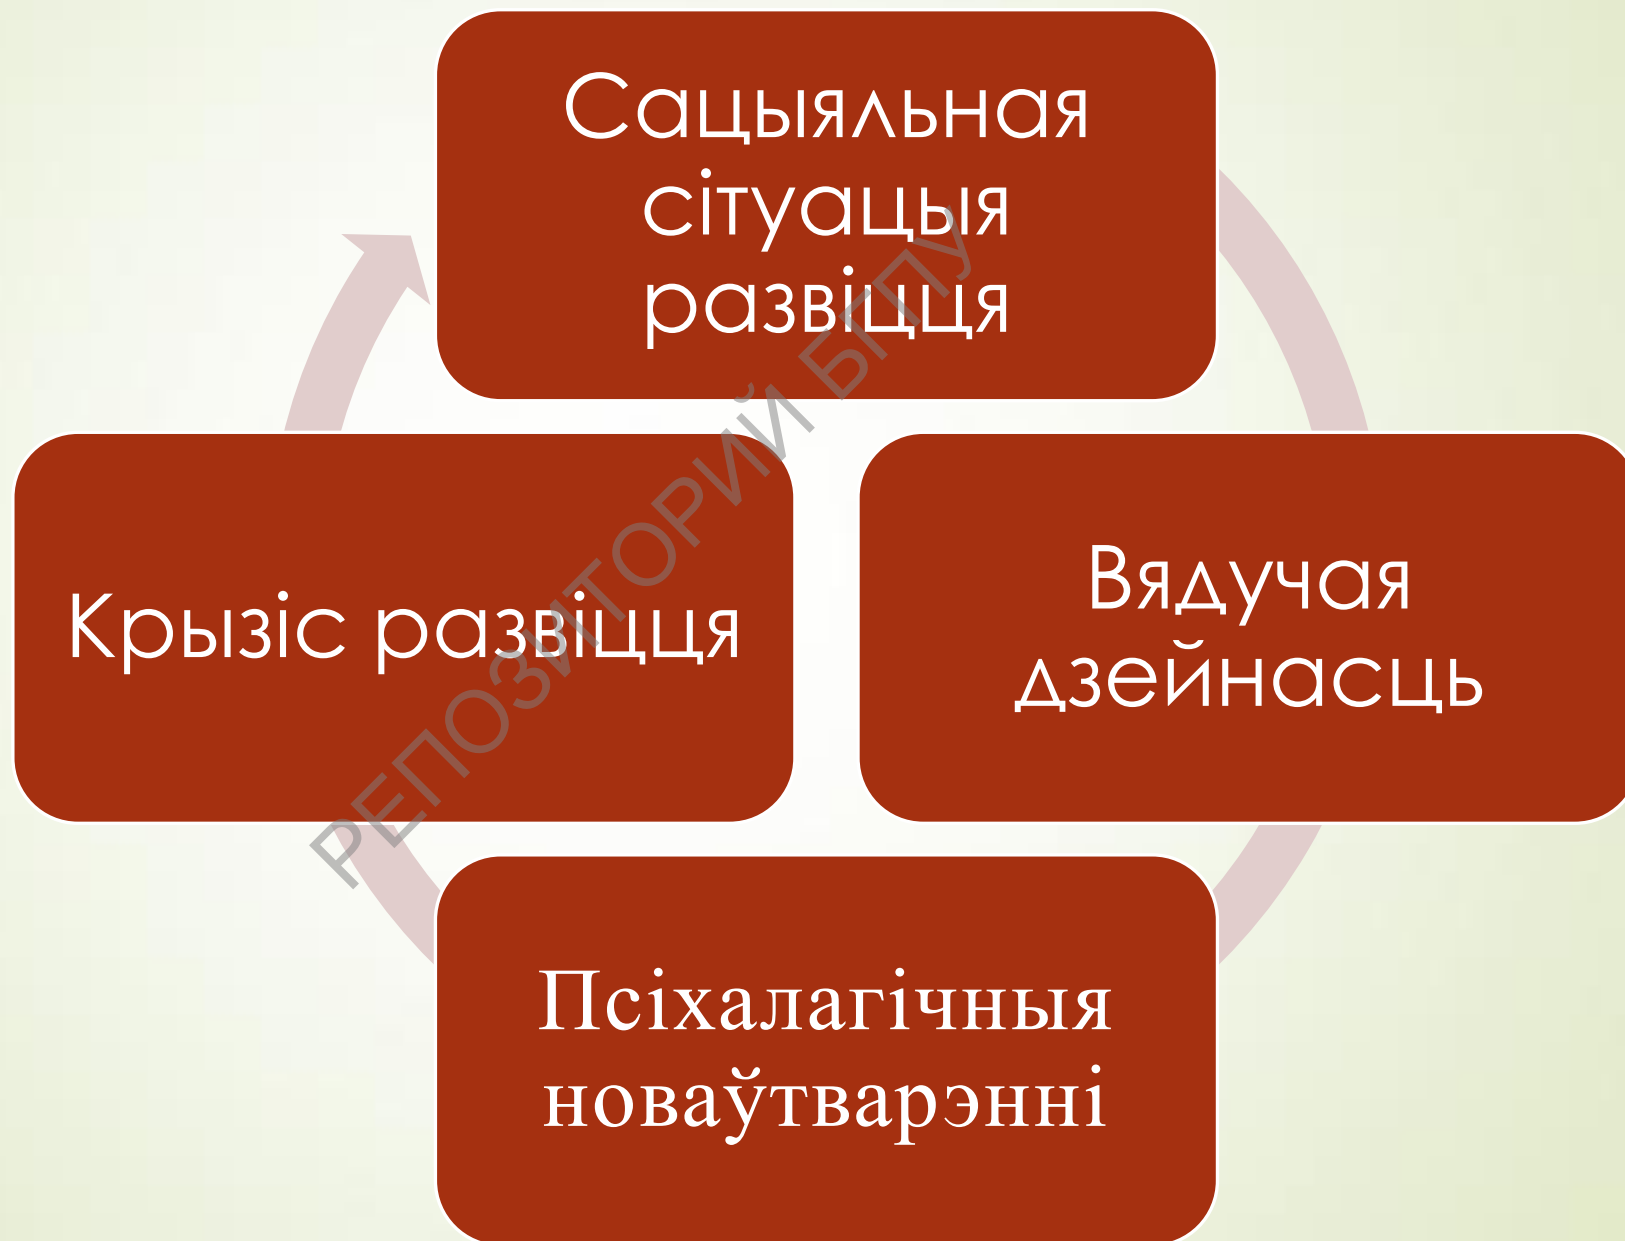 Сацыяльная
сітуацыя
развіцця
Вядучая
дзейнасць
Псіхалагічныя
новаўтварэнні
Крызіс развіцця
РЕПОЗИТОРИЙ БГПУ